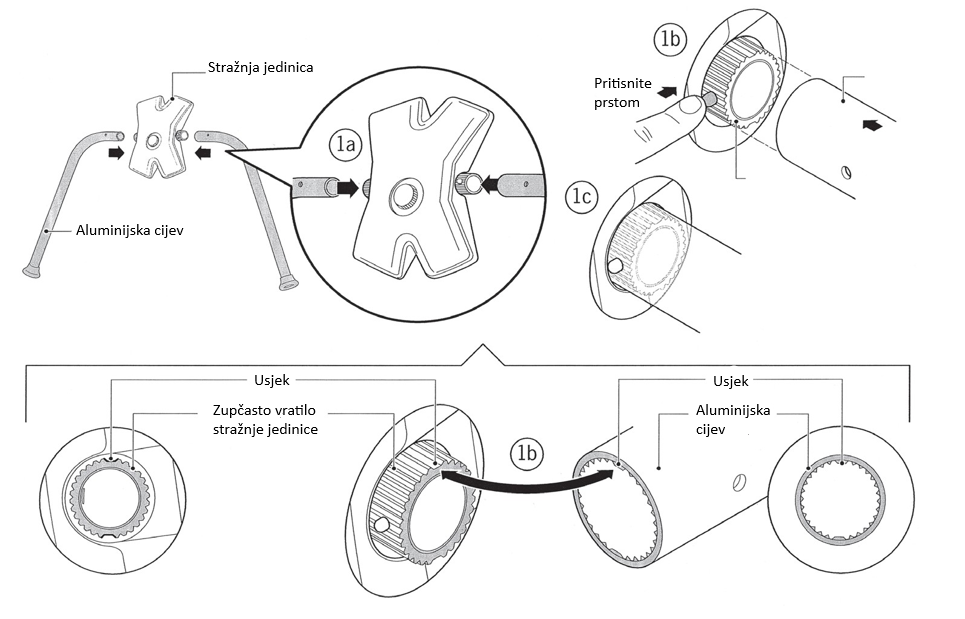 Stražnja jedinica
1b
Pritisnite
prstom
1a
1c
Aluminijska cijev
Usjek
Usjek
Zupčasto vratilo
stražnje jedinice
Aluminijska
cijev
1b